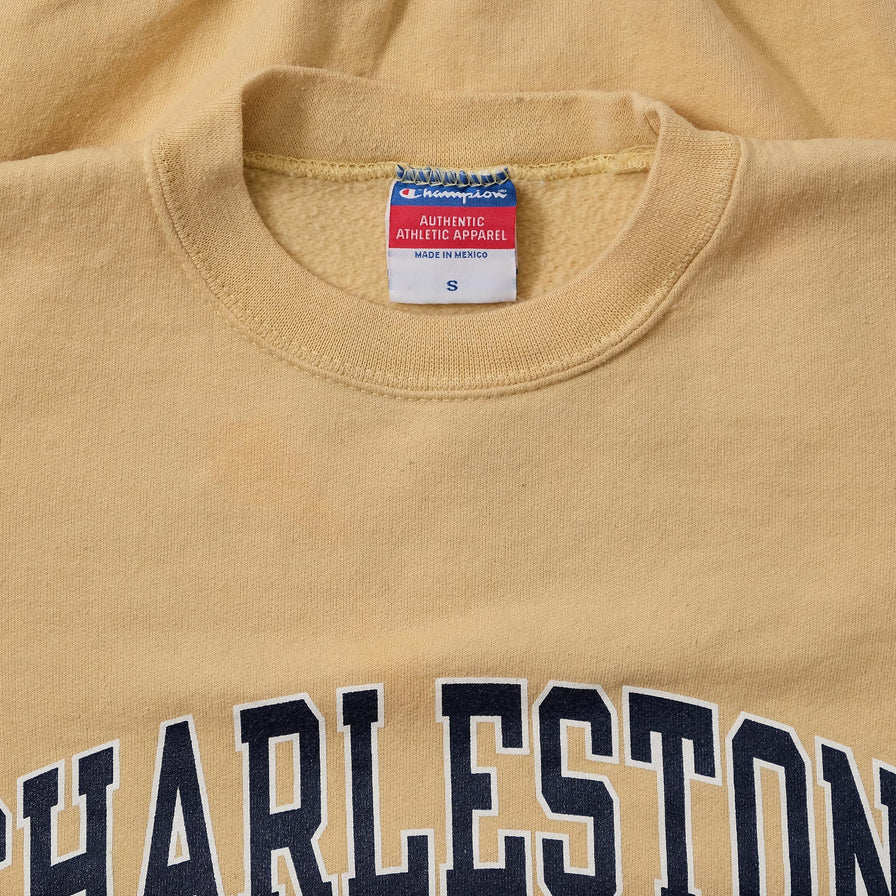 Champion
AUTHENTIC
ATHLETIC APPAREL
MADE IN MEXICO
S
CHARLESTON